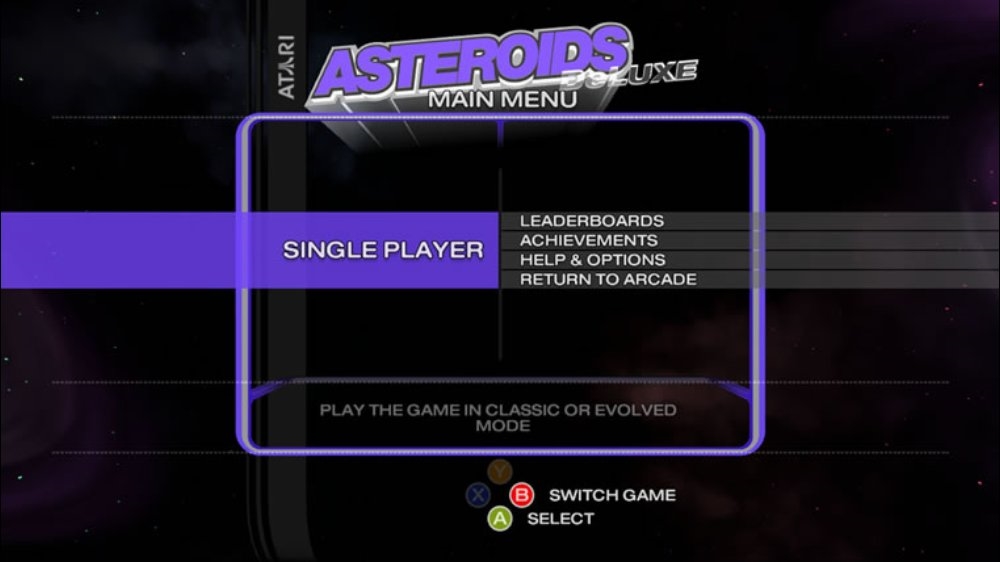 ATARI
ASTEROIDS
DELUXE
MAIN MENU
SINGLE PLAYER
LEADERBOARDS
ACHIEVEMENTS
HELP & OPTIONS
RETURN TO ARCADE
PLAY THE GAME IN CLASSIC OR EVOLVED
MODE
Y
X
B SWITCH GAME
A SELECT